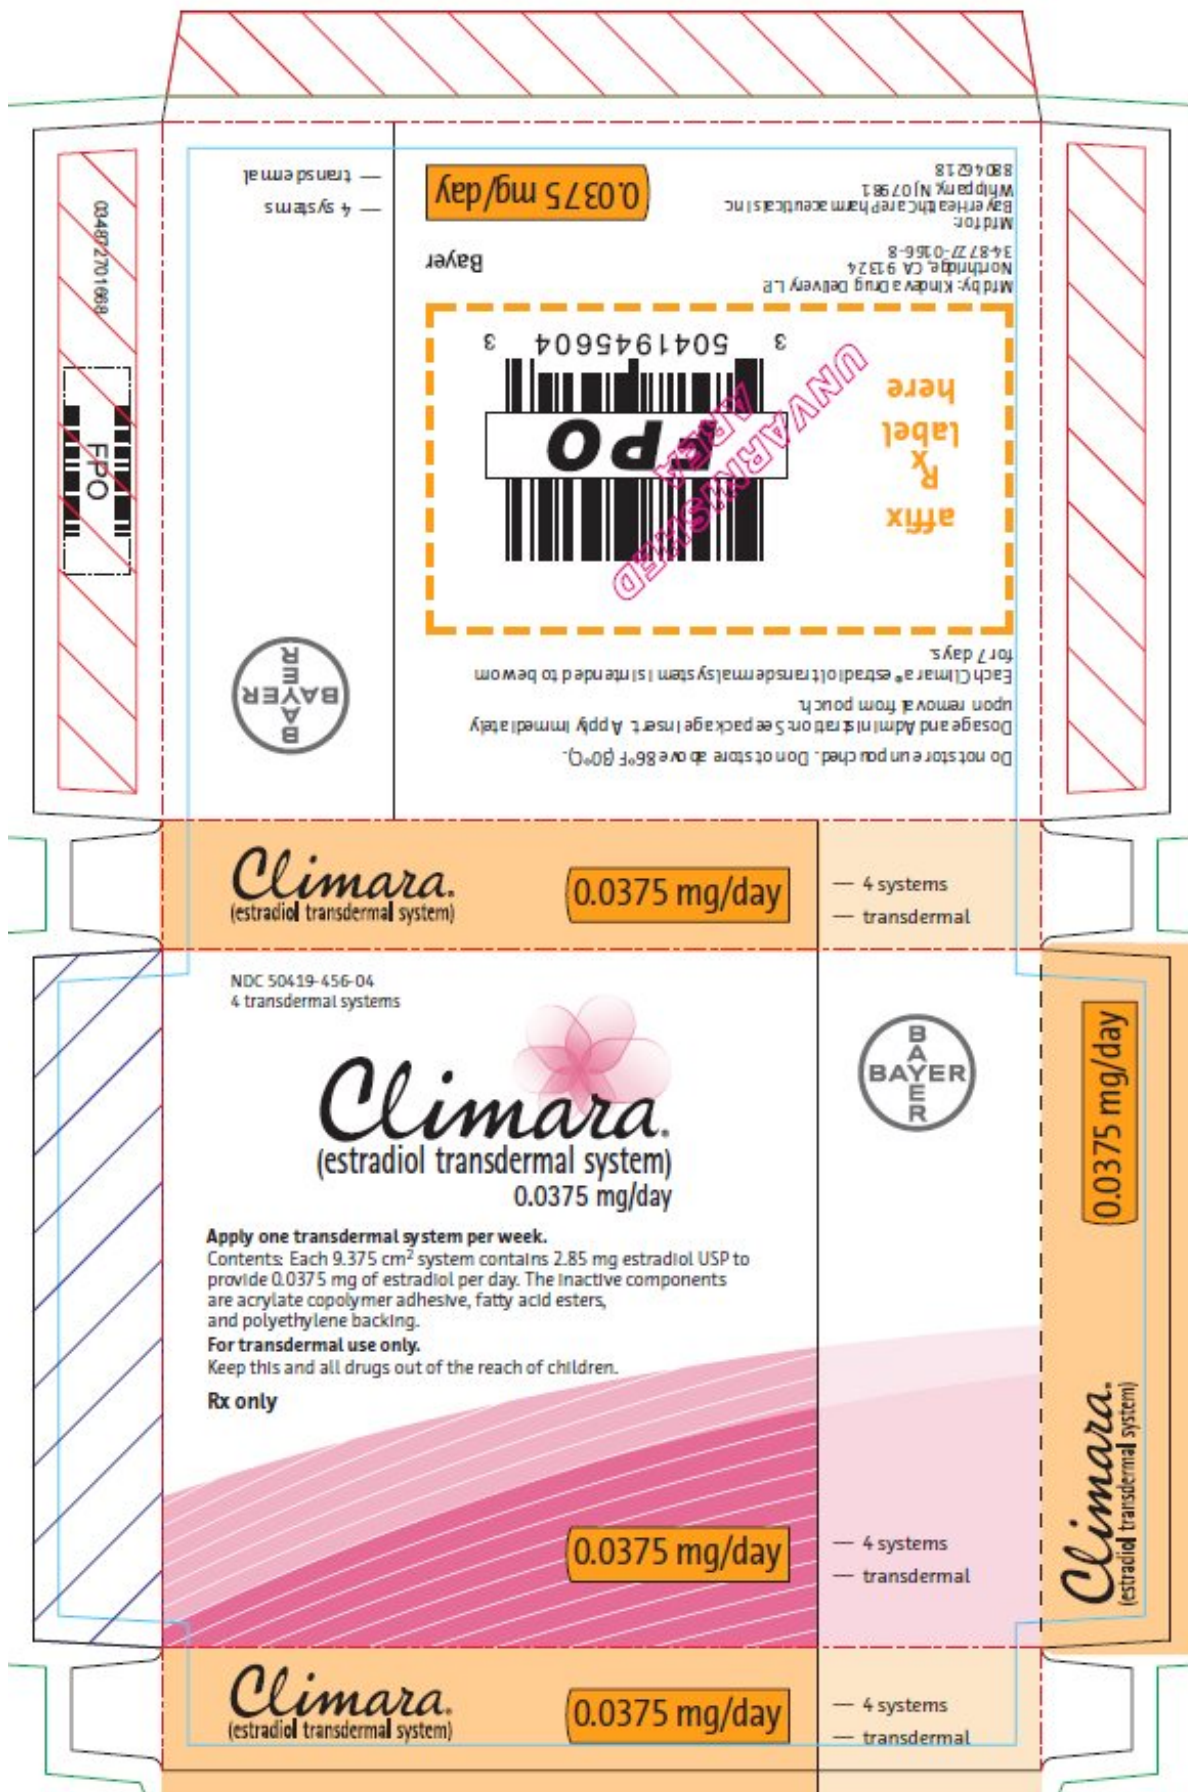 — 4 systems
— transdermal
0.0375 mg/day
Mfd for:
Bayer HealthCare Pharmaceuticals Inc.
Whippany, NJ 07981
88046218
Bayer
Mfd by: Kindeva Drug Delivery L.P.
Northridge, CA 91324
34-8727-0166-8
034872701668
FPO
affix
Rx
label
here
3 5041945604 3
FPO
UNVARNISHED
AREA
Do not store unpouched. Do not store above 86°F (30°C).
Dosage and Administration: See package insert. Apply immediately
upon removal from pouch.
Each Climara® estradiol transdermal system is intended to be worn
for 7 days.
BAYER
BAYER
Climara®
(estradiol transdermal system)
0.0375 mg/day
— 4 systems
— transdermal
NDC 50419-456-04
4 transdermal systems
Climara®
(estradiol transdermal system)
0.0375 mg/day
BAYER
BAYER
Apply one transdermal system per week.
Contents: Each 9.375 cm² system contains 2.85 mg estradiol USP to
provide 0.0375 mg of estradiol per day. The inactive components
are acrylate copolymer adhesive, fatty acid esters,
and polyethylene backing.
For transdermal use only.
Keep this and all drugs out of the reach of children.
Rx only
0.0375 mg/day
— 4 systems
— transdermal
Climara®
(estradiol transdermal system)
0.0375 mg/day
Climara®
(estradiol transdermal system)
0.0375 mg/day
— 4 systems
— transdermal